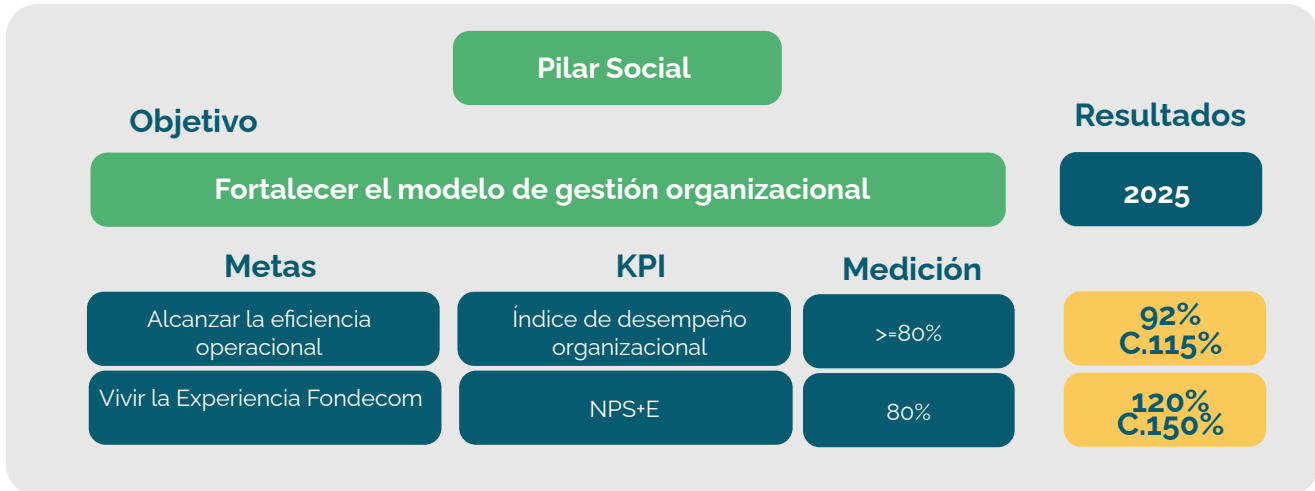 Pilar Social
Objetivo
Resultados
Fortalecer el modelo de gestión organizacional
2025
Metas
KPI
Medición
Alcanzar la eficiencia
operacional
Índice de desempeño
organizacional
>=80%
92%
C.115%
Vivir la Experiencia Fondecom
NPS+E
80%
120%
C.150%